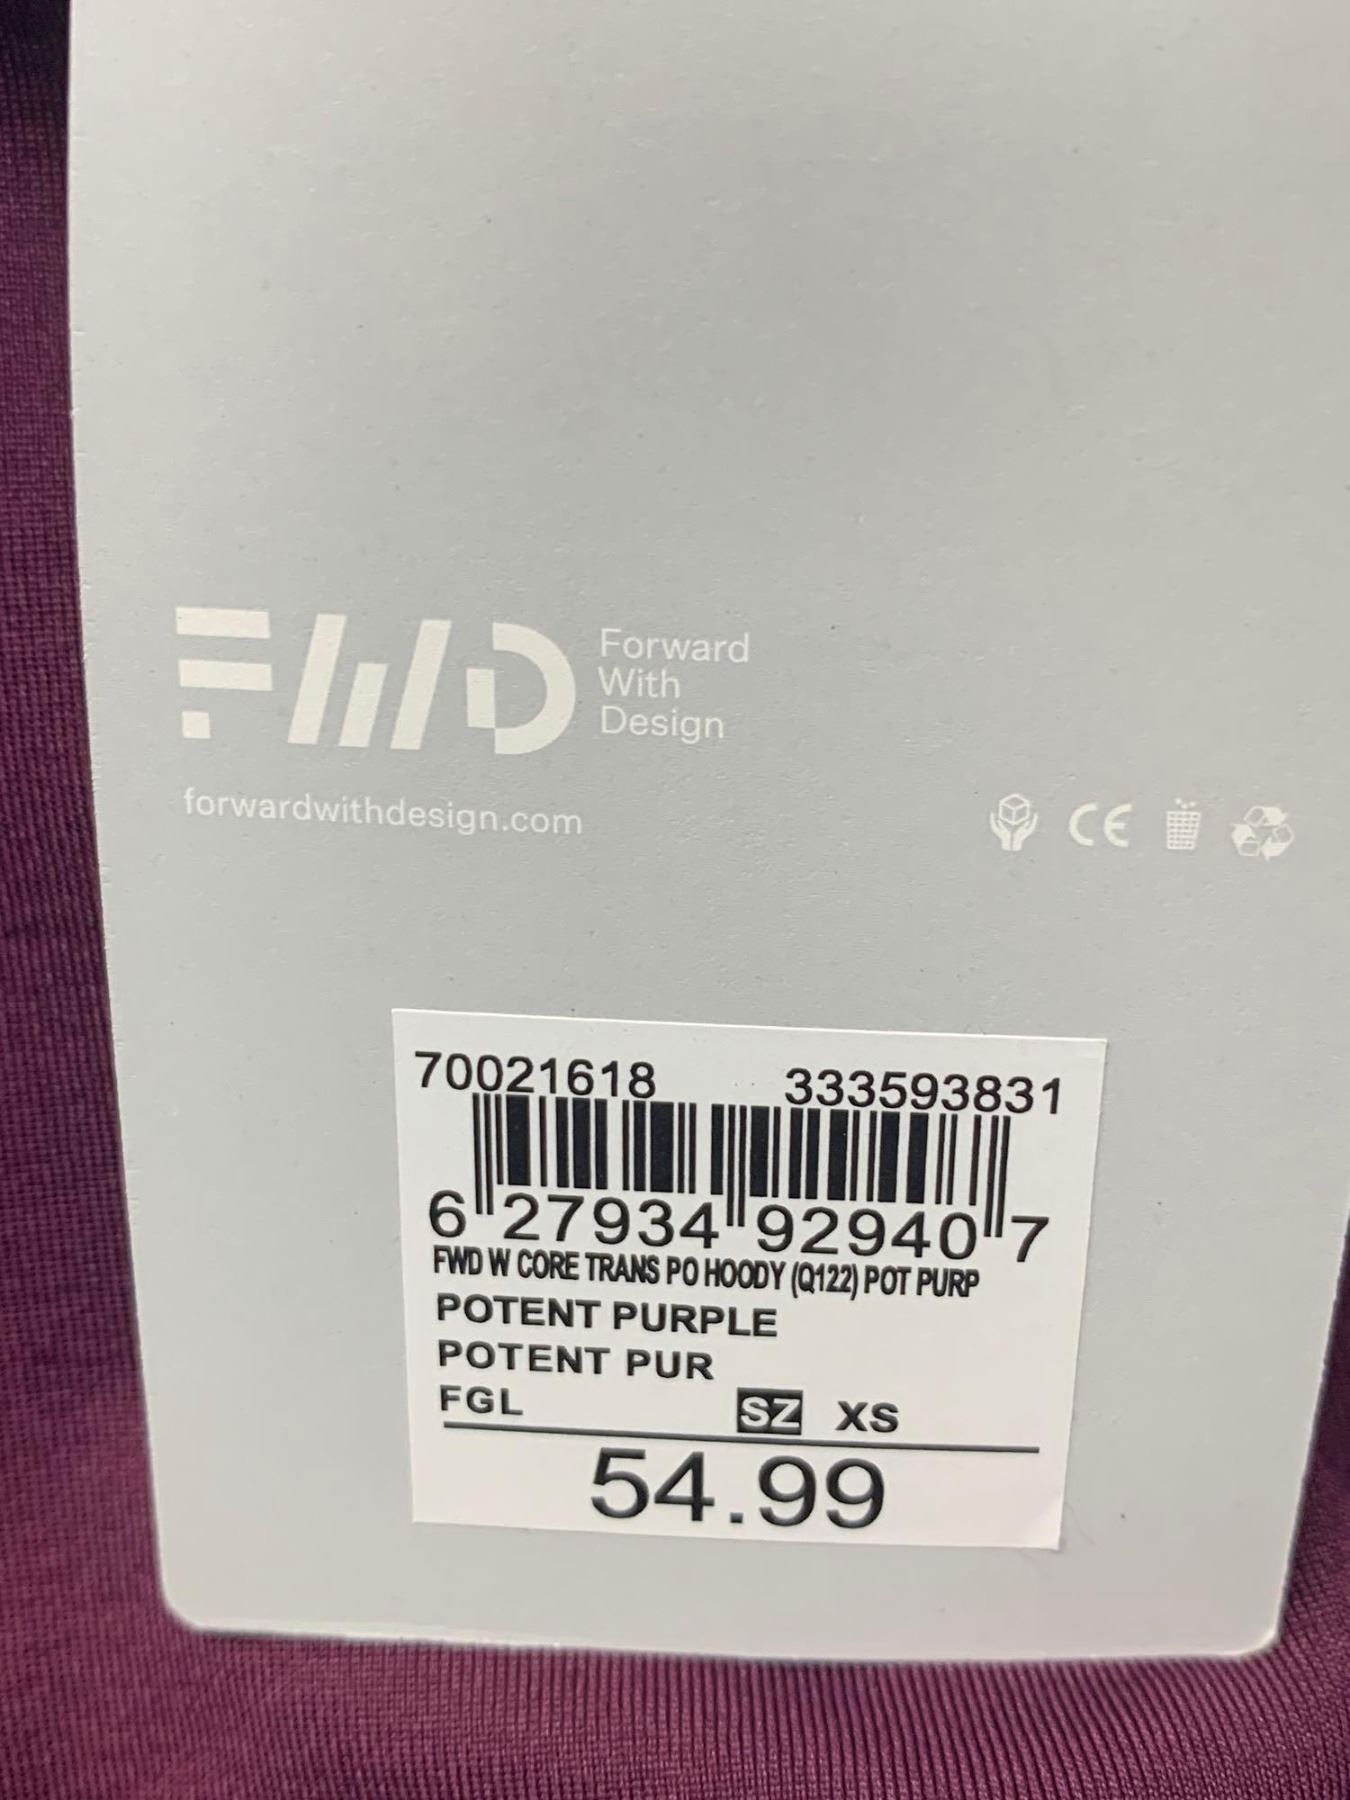 FWD
Forward
With
Design
forwardwithdesign.com
CE
70021618 333593831
6 27934 92940 7
FWD W CORE TRANS PO HOODY (Q122) POT PURP
POTENT PURPLE
POTENT PUR
FGL SZ XS
54.99